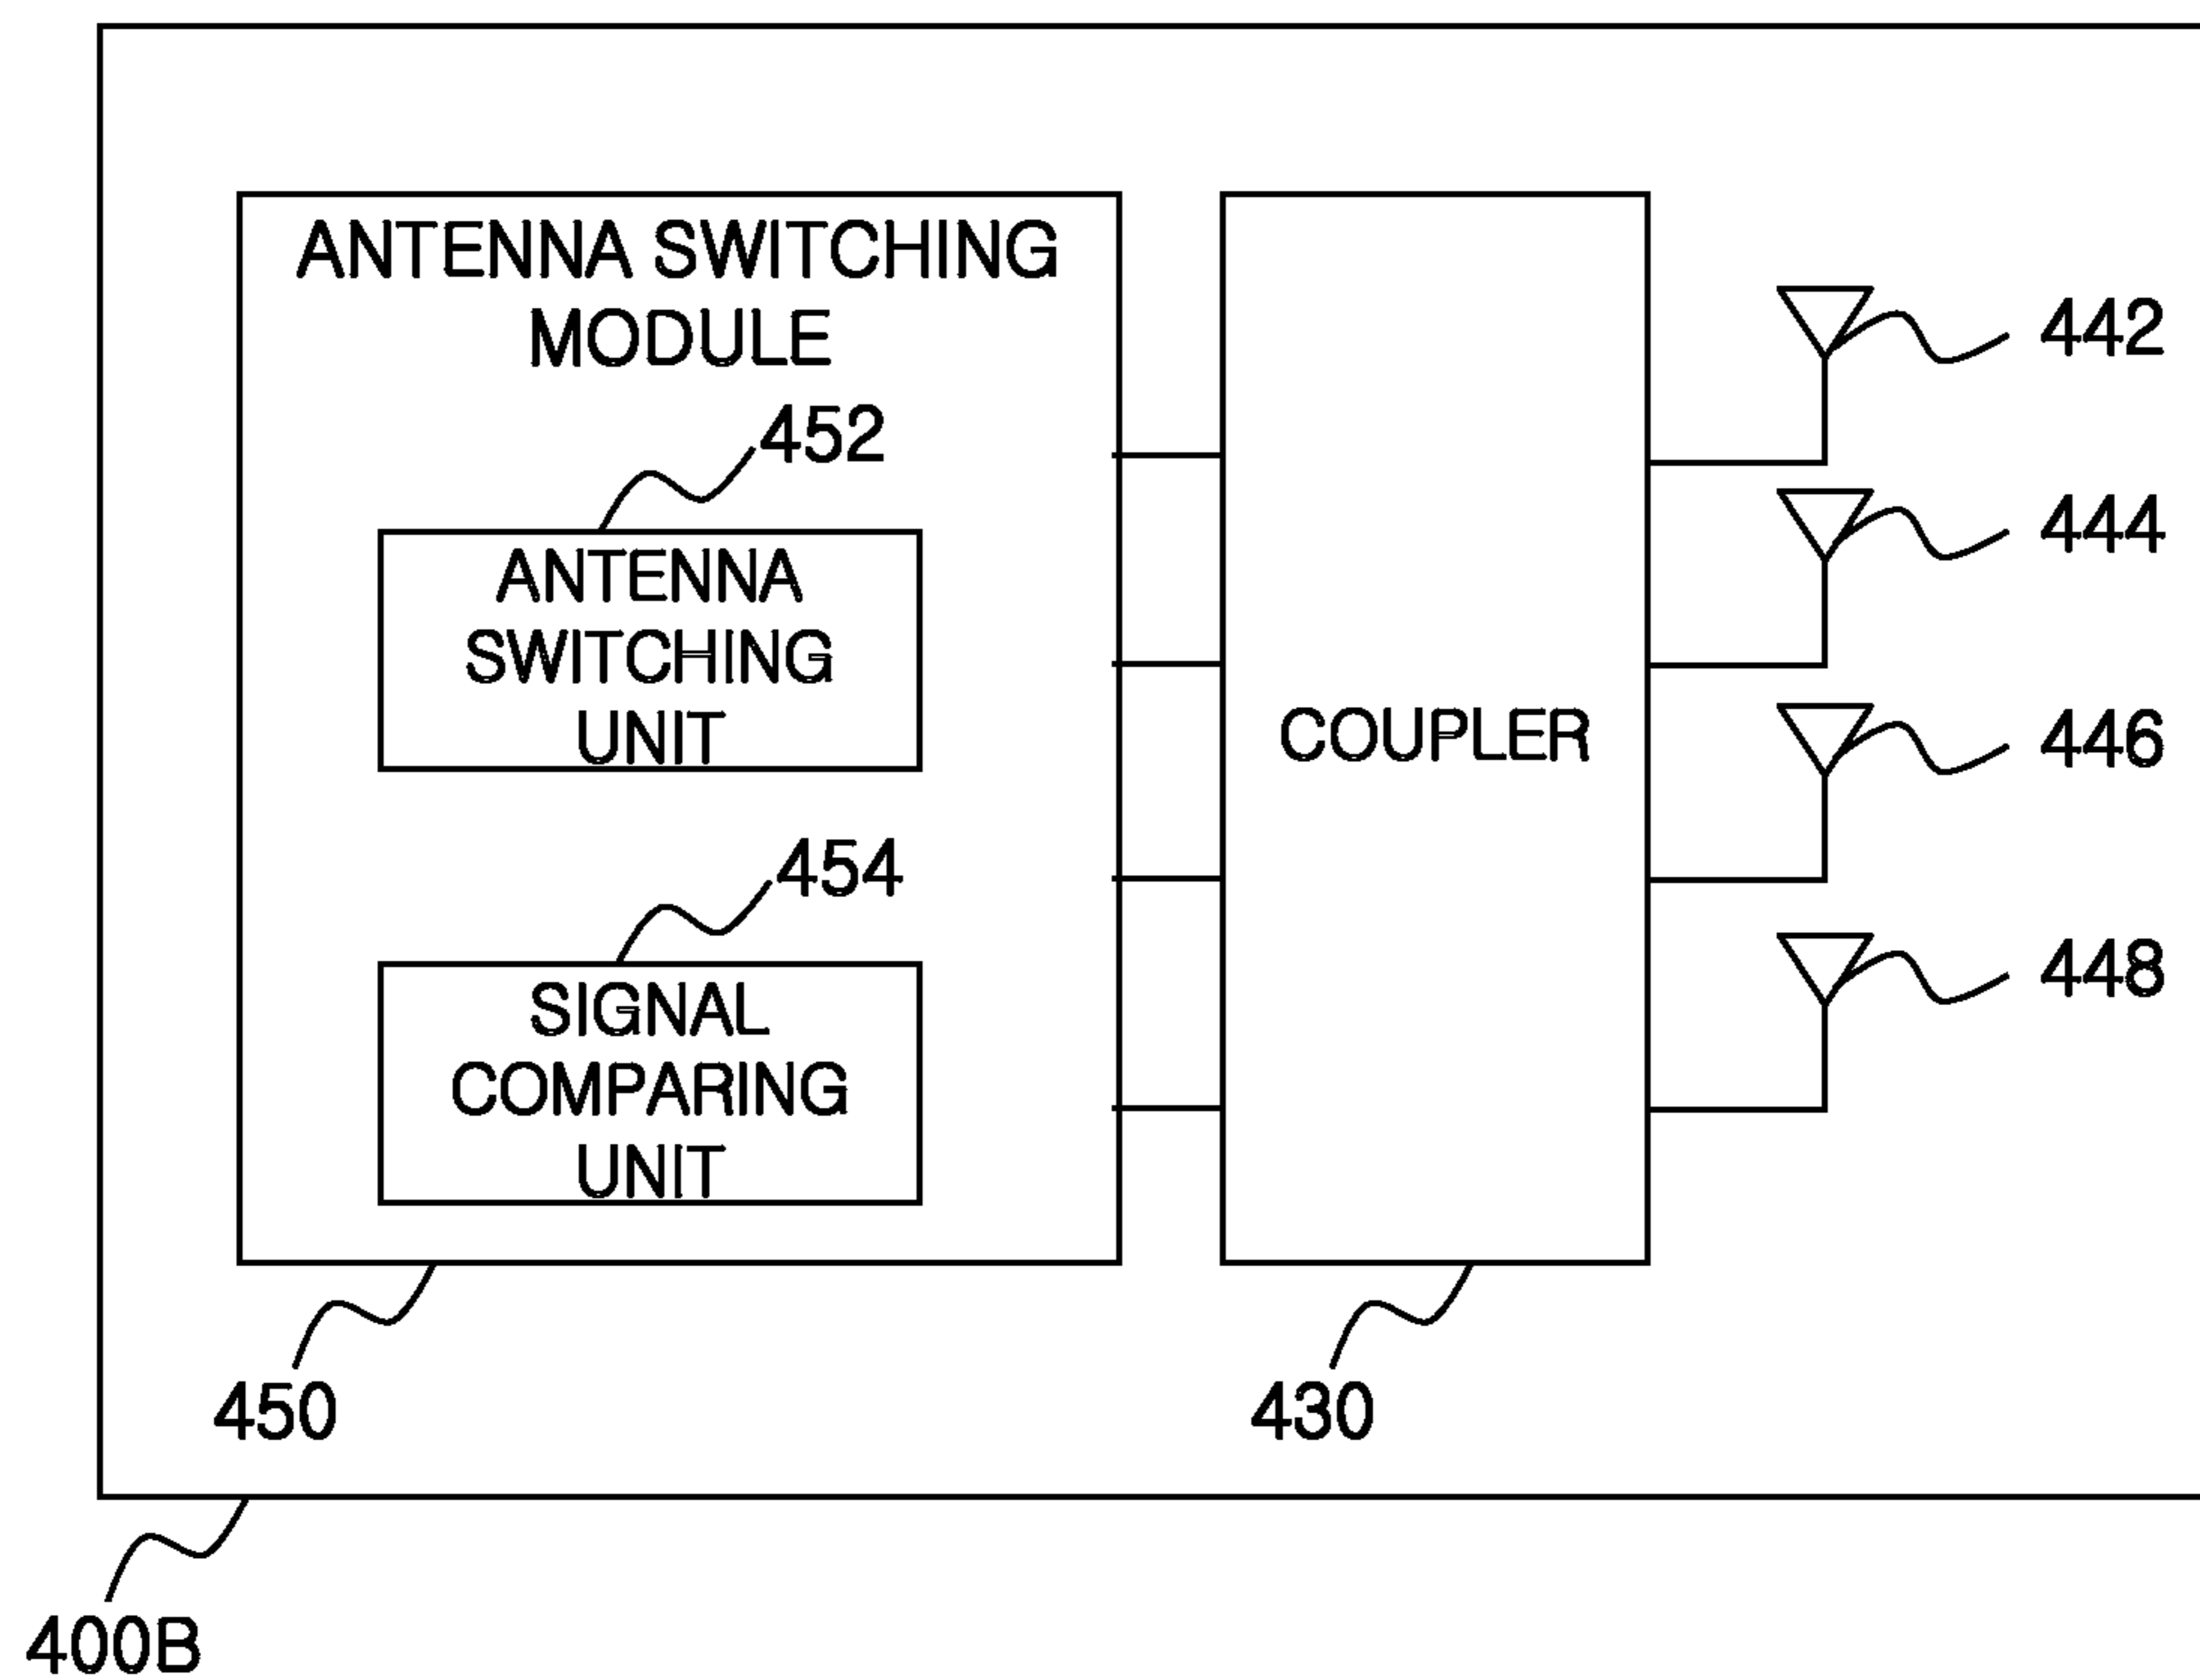 ANTENNA SWITCHING
MODULE
452
ANTENNA
SWITCHING
UNIT
454
SIGNAL
COMPARING
UNIT
COUPLER
442
444
446
448
450
430
400B